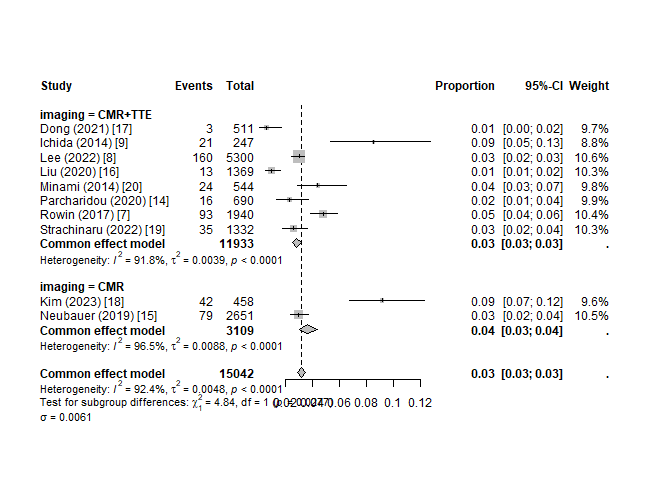 Study Events Total Proportion 95%-CI Weight
imaging = CMR+TTE
Dong (2021) [17] 3 511 0.01 [0.00; 0.02] 9.7%
Ichida (2014) [9] 21 247 0.09 [0.05; 0.13] 8.8%
Lee (2022) [8] 160 5300 0.03 [0.02; 0.03] 10.6%
Liu (2020) [16] 13 1369 0.01 [0.01; 0.02] 10.3%
Minami (2014) [20] 24 544 0.04 [0.03; 0.07] 9.8%
Parcharidou (2020) [14] 16 690 0.02 [0.01; 0.04] 9.9%
Rowin (2017) [7] 93 1940 0.05 [0.04; 0.06] 10.4%
Strachinaru (2022) [19] 35 1332 0.03 [0.02; 0.04] 10.3%
Common effect model 11933 0.03 [0.03; 0.03] .
Heterogeneity: I² = 91.8%, τ² = 0.0039, p < 0.0001
imaging = CMR
Kim (2023) [18] 42 458 0.09 [0.07; 0.12] 9.6%
Neubauer (2019) [15] 79 2651 0.03 [0.02; 0.04] 10.5%
Common effect model 3109 0.04 [0.03; 0.04] .
Heterogeneity: I² = 96.5%, τ² = 0.0088, p < 0.0001
Common effect model 15042 0.03 [0.03; 0.03] .
Heterogeneity: I² = 92.4%, τ² = 0.0048, p < 0.0001
Test for subgroup differences: χ²₁ = 4.84, df = 1
0.06 0.08 0.1 0.12
σ = 0.0061